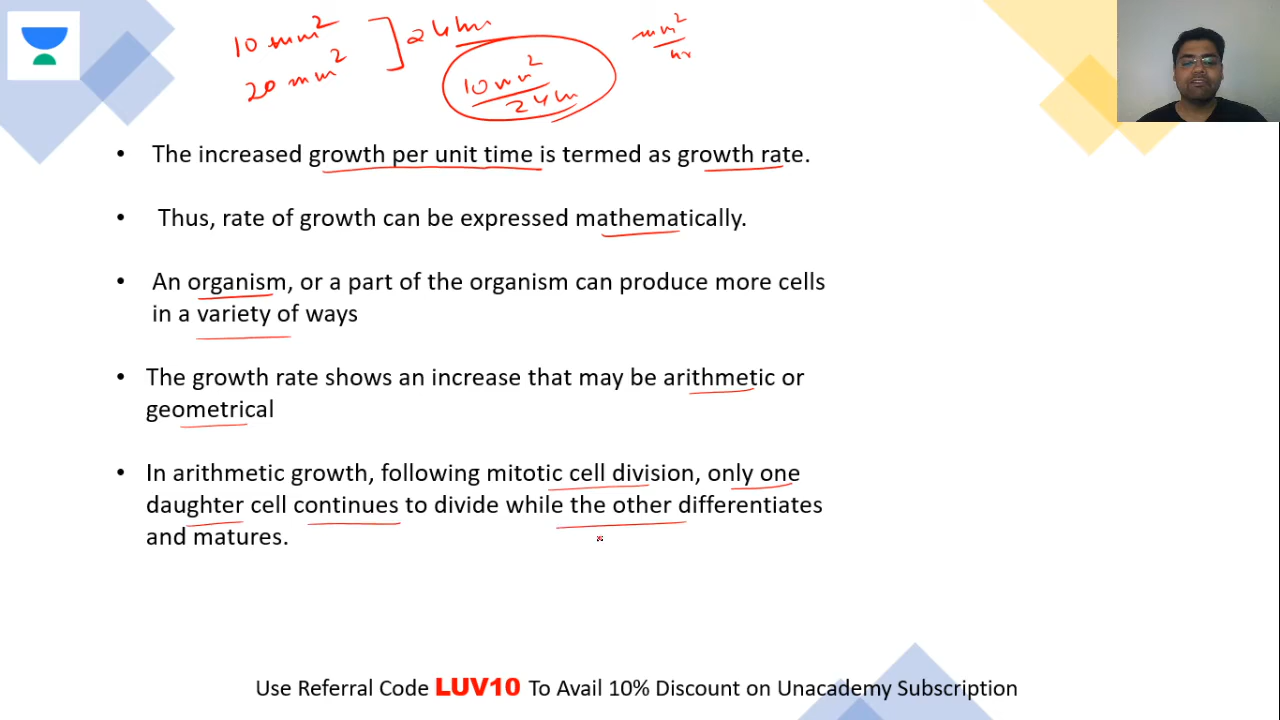 10 mm² ] 24 hr
20 mm²
10 mm²
24 hr
mm²
hr
• The increased growth per unit time is termed as growth rate.
• Thus, rate of growth can be expressed mathematically.
• An organism, or a part of the organism can produce more cells
in a variety of ways
• The growth rate shows an increase that may be arithmetic or
geometrical
• In arithmetic growth, following mitotic cell division, only one
daughter cell continues to divide while the other differentiates
and matures.
Use Referral Code LUV10 To Avail 10% Discount on Unacademy Subscription